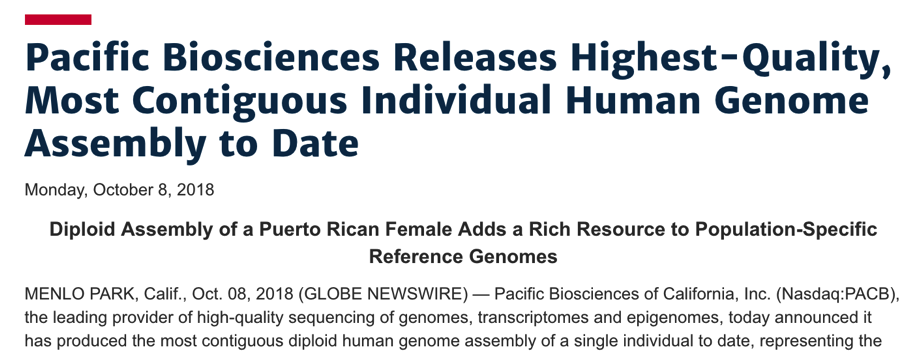 Pacific Biosciences Releases Highest-Quality,
Most Contiguous Individual Human Genome
Assembly to Date
Monday, October 8, 2018
Diploid Assembly of a Puerto Rican Female Adds a Rich Resource to Population-Specific
Reference Genomes
MENLO PARK, Calif., Oct. 08, 2018 (GLOBE NEWSWIRE) — Pacific Biosciences of California, Inc. (Nasdaq:PACB),
the leading provider of high-quality sequencing of genomes, transcriptomes and epigenomes, today announced it
has produced the most contiguous diploid human genome assembly of a single individual to date, representing the